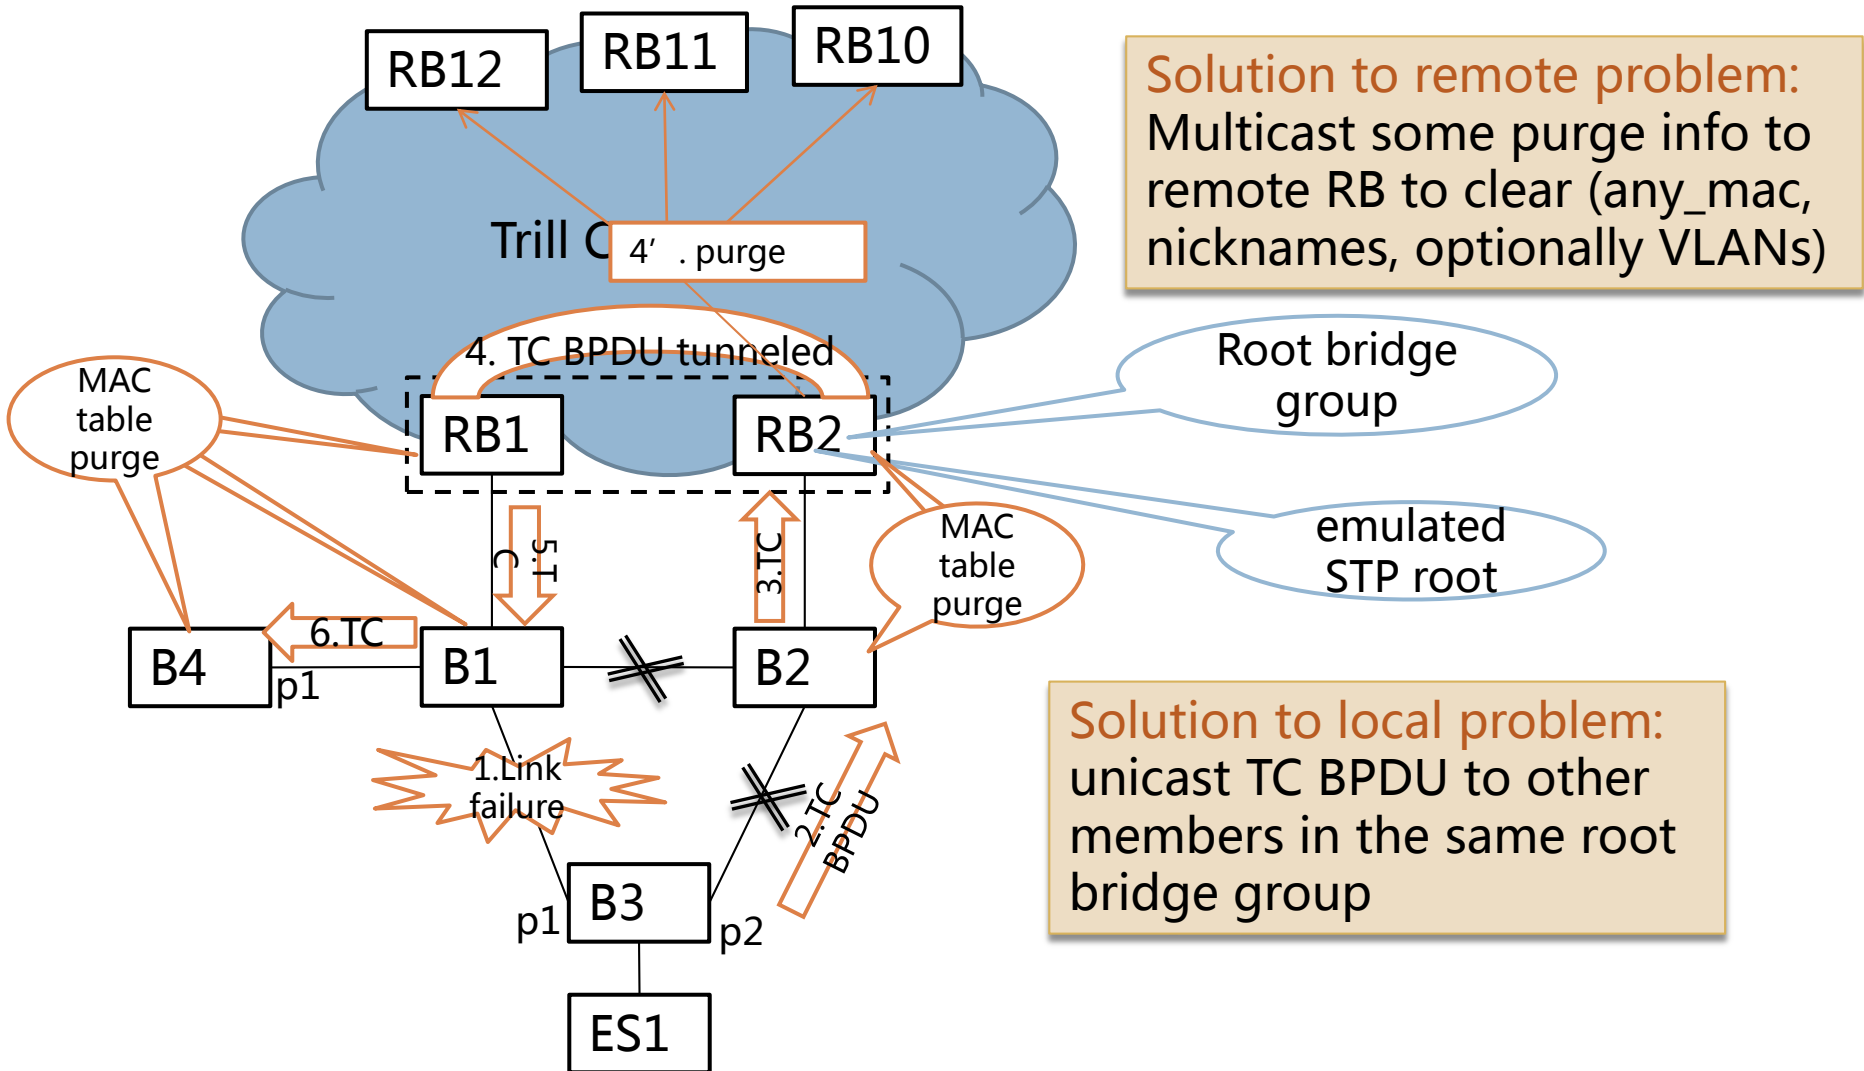 RB12
RB11
RB10
Solution to remote problem:
Multicast some purge info to
remote RB to clear (any_mac,
nicknames, optionally VLANs)
Trill C
4’ . purge
4. TC BPDU tunneled
Root bridge
group
MAC
table
purge
RB1
RB2
emulated
STP root
MAC
table
purge
5.T
C
3.TC
6.TC
B4
p1
B1
B2
Solution to local problem:
unicast TC BPDU to other
members in the same root
bridge group
1.Link
failure
2.TC
BPDU
B3
p1
p2
ES1